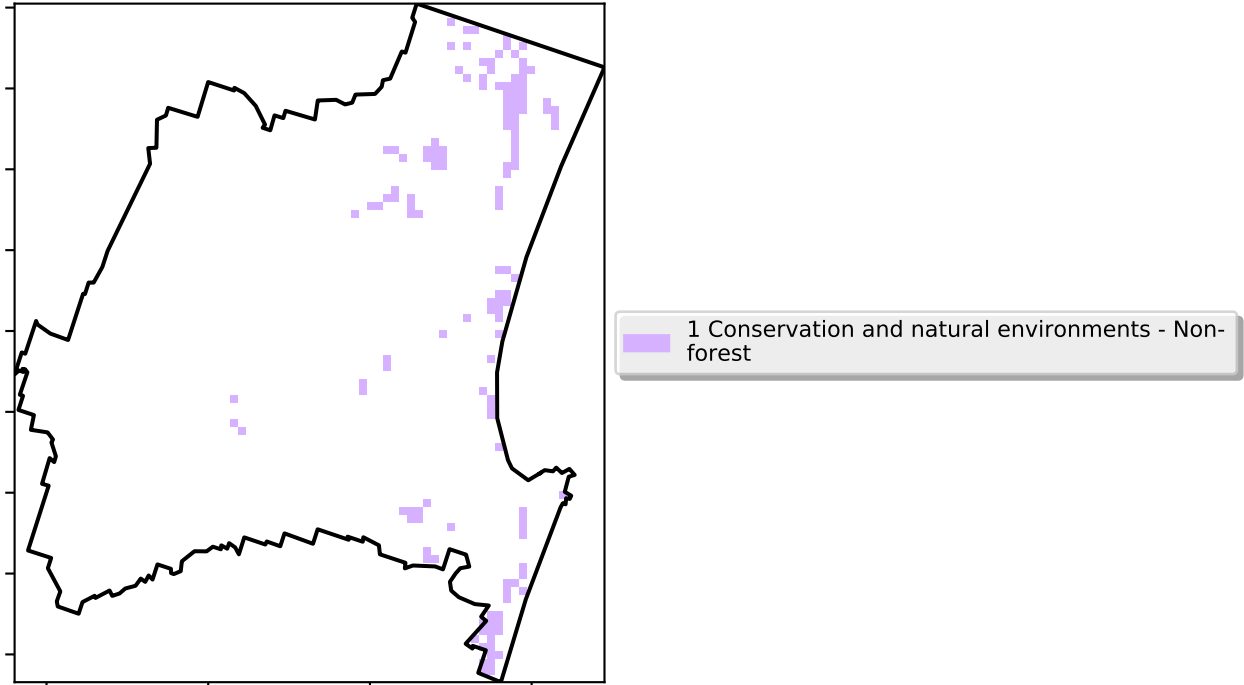 1 Conservation and natural environments - Non-
forest